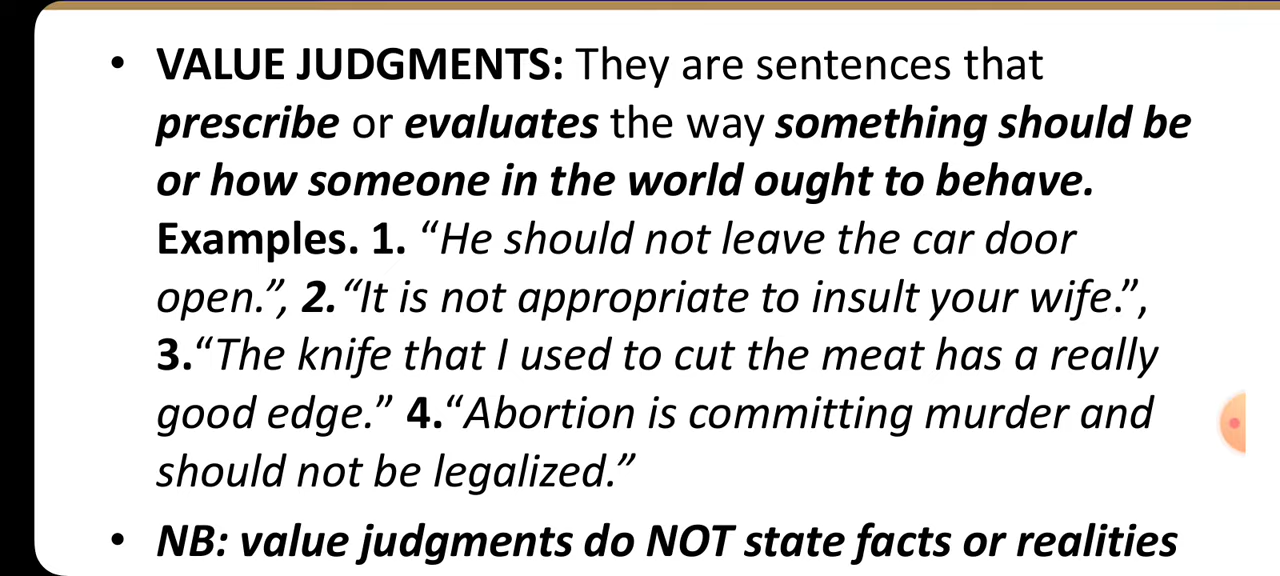 • VALUE JUDGMENTS: They are sentences that
prescribe or evaluates the way something should be
or how someone in the world ought to behave.
Examples. 1. “He should not leave the car door
open.”, 2.“It is not appropriate to insult your wife.”,
3.“The knife that I used to cut the meat has a really
good edge.” 4.“Abortion is committing murder and
should not be legalized.”
• NB: value judgments do NOT state facts or realities